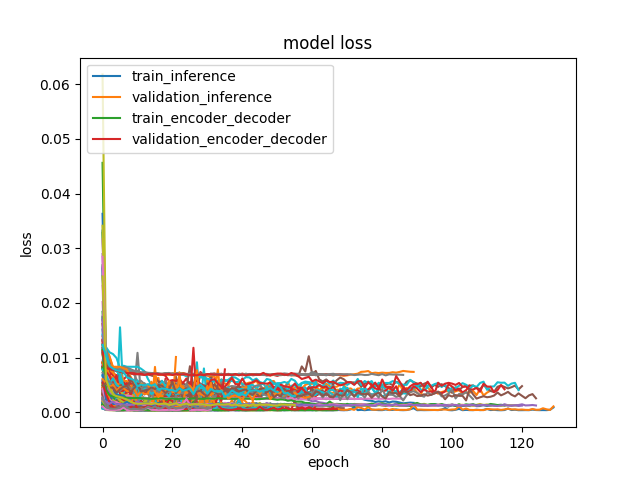 model loss
train_inference
validation_inference
train_encoder_decoder
validation_encoder_decoder
0.06
0.05
0.04
0.03
0.02
0.01
0.00
loss
0 20 40 60 80 100 120
epoch